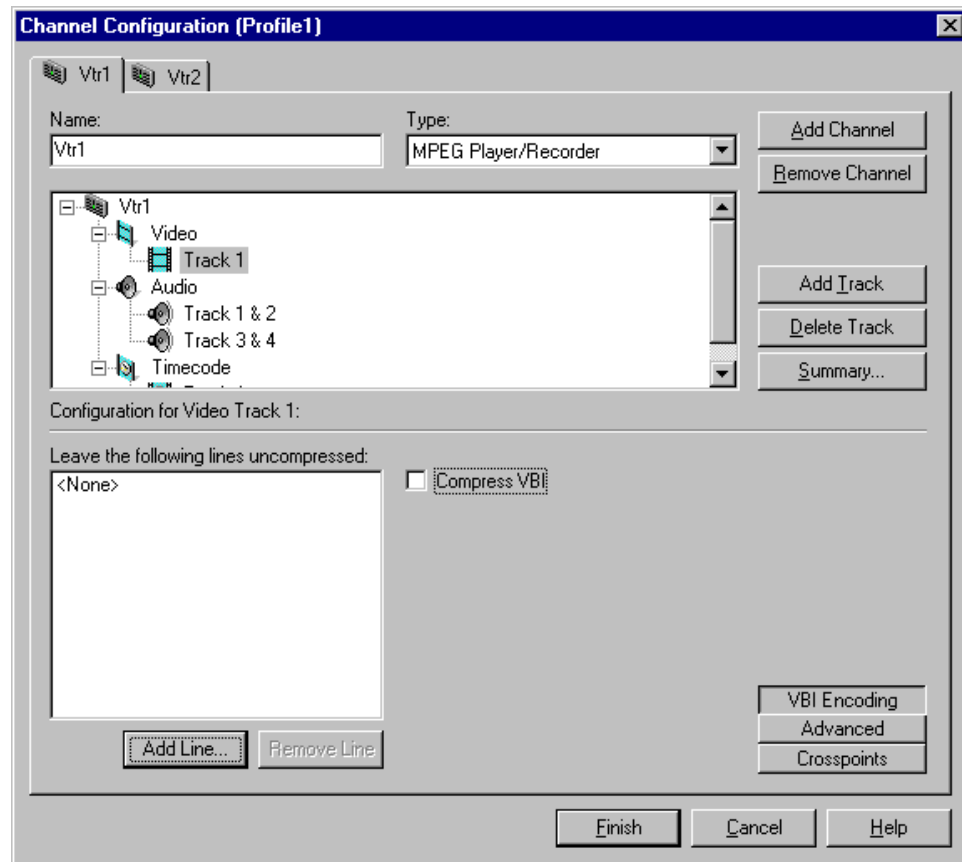 Channel Configuration (Profile1)
Vtr1 Vtr2
Name:
Vtr1
Type:
MPEG Player/Recorder
Add Channel
Remove Channel
Vtr1
Video
Track 1
Audio
Track 1 & 2
Track 3 & 4
Timecode
Add Track
Delete Track
Summary...
Configuration for Video Track 1:
Leave the following lines uncompressed:
<None>
Compress VBI
Add Line...
Remove Line
VBI Encoding
Advanced
Crosspoints
Finish
Cancel
Help